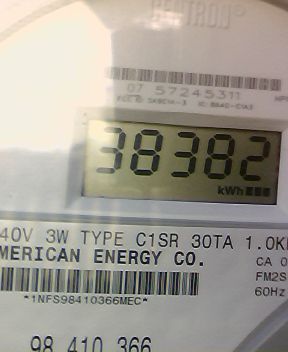 CENTRON®
07 57245311
38382
kWh
40V 3W TYPE C1SR 30TA 1.0K
MERICAN ENERGY CO.
CA 0
FM2S
*1NFS98410366MEC*
60Hz
98 410 366